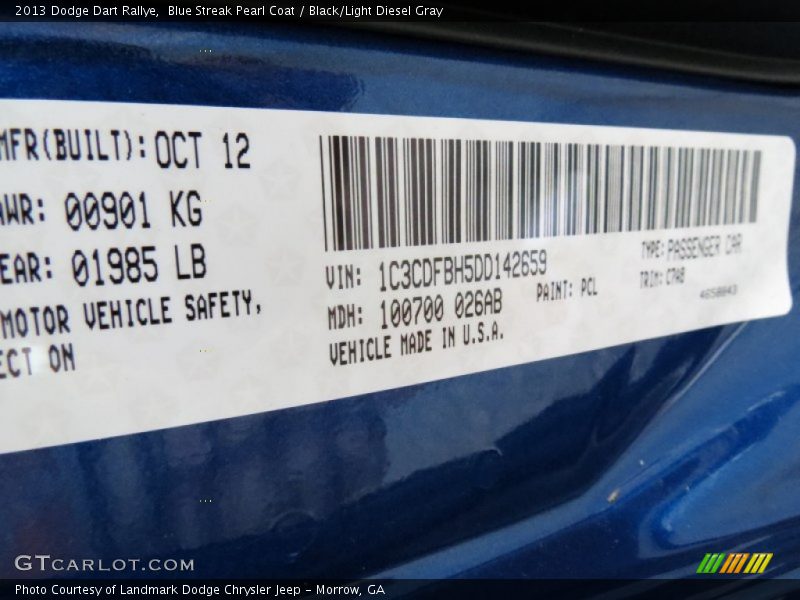 2013 Dodge Dart Rallye,  Blue Streak Pearl Coat / Black/Light Diesel Gray
MFR(BUILT): OCT 12
AWR: 00901 KG
EAR: 01985 LB
MOTOR VEHICLE SAFETY,
ECT ON
VIN: 1C3CDFBH5DD142659
TYPE: PASSENGER CAR
MDH: 100700 026AB
PAINT: PCL
TRIM: C7A8
VEHICLE MADE IN U.S.A.
GTCARLOT.COM
Photo Courtesy of Landmark Dodge Chrysler Jeep - Morrow, GA